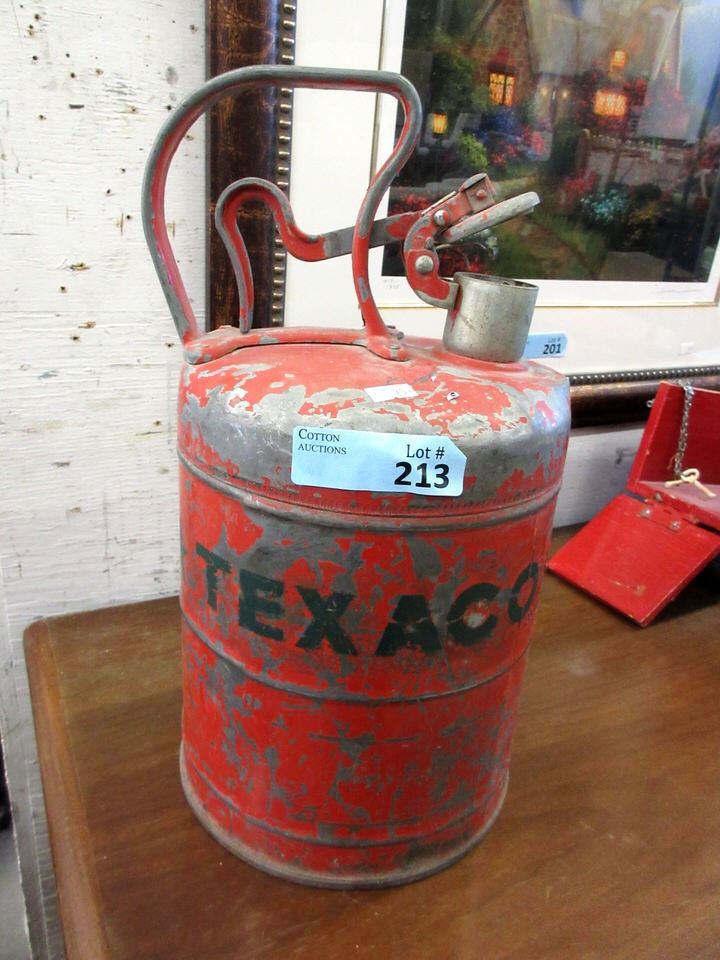 COTTON
AUCTIONS
Lot #
213
TEXACO
Lot #
201